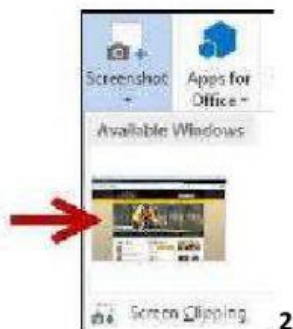 Screenshot
Apps for
Office
Available Windows
Screen Clipping
2